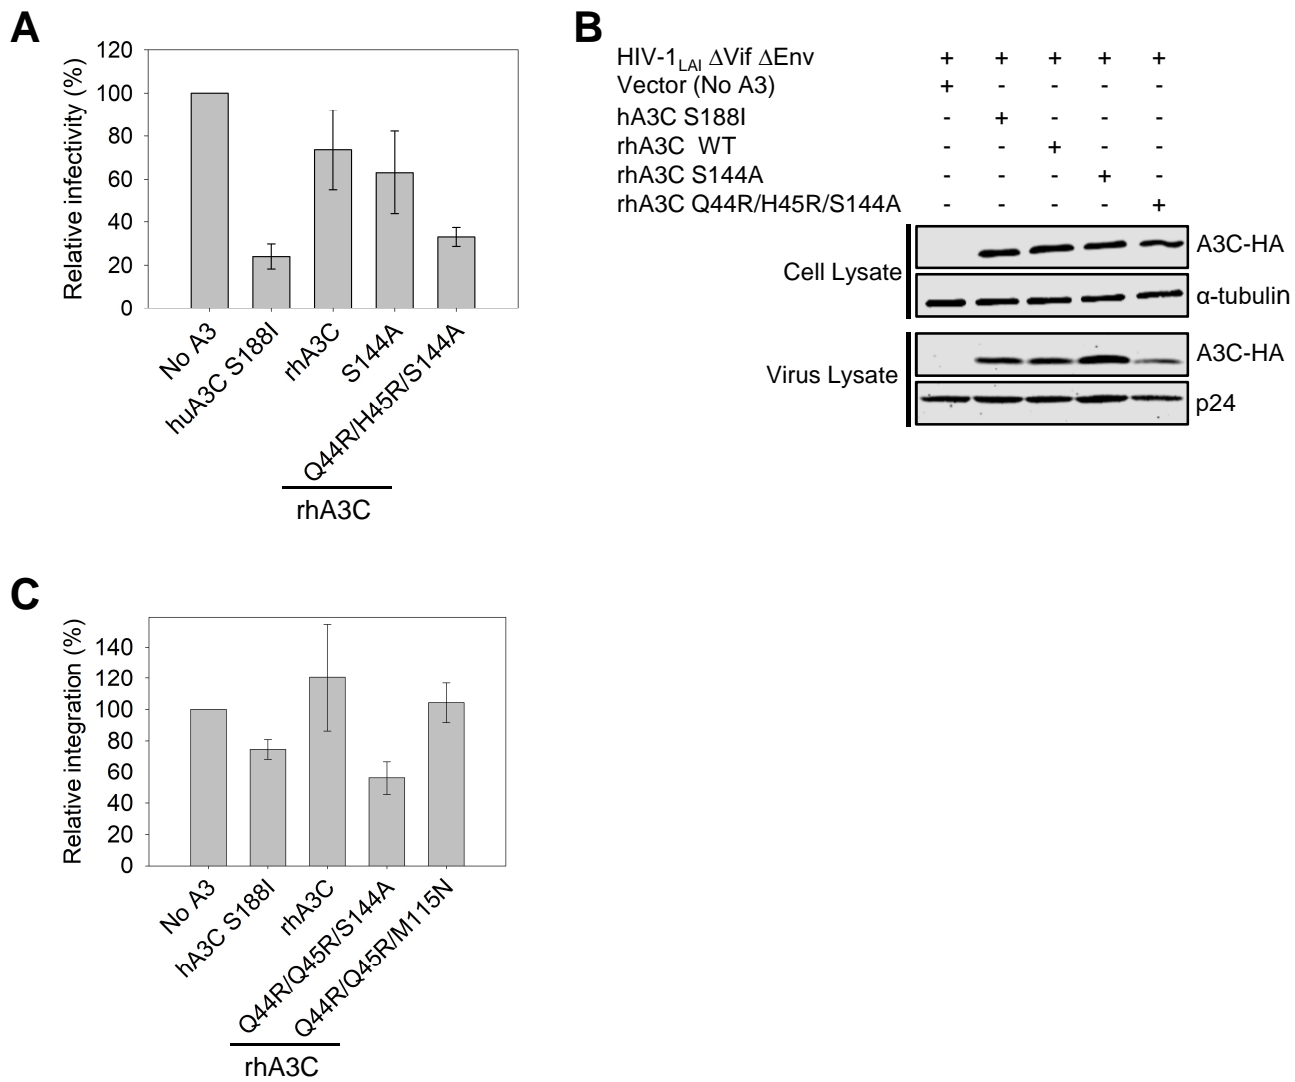 A
Relative infectivity (%)
120
100
80
60
40
20
0
No A3
huA3C S188I
rhA3C
S144A
Q44R/H45R/S144A
rhA3C
B
HIV-1LAI ΔVif ΔEnv + + + + +
Vector (No A3) + - - - -
hA3C S188I - + - - -
rhA3C WT - - + - -
rhA3C S144A - - - + -
rhA3C Q44R/H45R/S144A - - - - +
Cell Lysate
A3C-HA
α-tubulin
Virus Lysate
A3C-HA
p24
C
Relative integration (%)
140
120
100
80
60
40
20
0
No A3
hA3C S188I
rhA3C
Q44R/Q45R/S144A
Q44R/Q45R/M115N
rhA3C